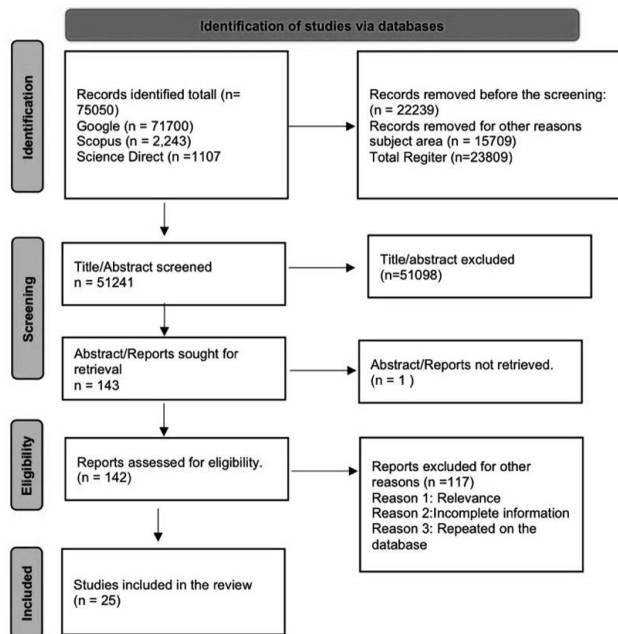 Identification of studies via databases
Identification
Records identified totall (n=
75050)
Google (n = 71700)
Scopus (n = 2,243)
Science Direct (n =1107
Records removed before the screening:
(n = 22239)
Records removed for other reasons
subject area (n = 15709)
Total Regiter (n=23809)
Screening
Title/Abstract screened
n = 51241
Title/abstract excluded
(n=51098)
Abstract/Reports sought for
retrieval
n = 143
Abstract/Reports not retrieved.
(n = 1 )
Eligibility
Reports assessed for eligibility.
(n = 142)
Reports excluded for other
reasons (n =117)
Reason 1: Relevance
Reason 2:Incomplete information
Reason 3: Repeated on the
database
Included
Studies included in the review
(n = 25)